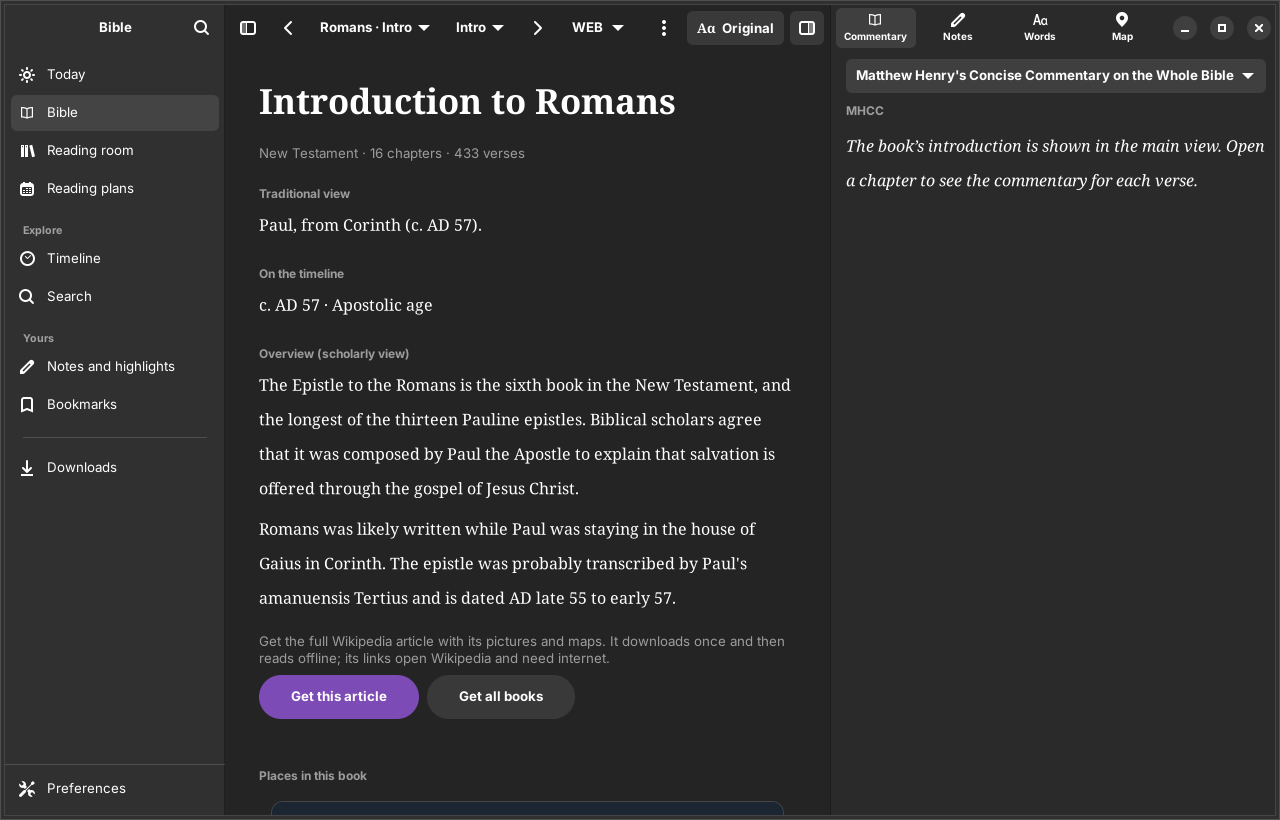 Bible
Today
Bible
Reading room
Reading plans
Explore
Timeline
Search
Yours
Notes and highlights
Bookmarks
Downloads
Preferences
Romans · Intro
Intro
WEB
Aα Original
Introduction to Romans
New Testament · 16 chapters · 433 verses
Traditional view
Paul, from Corinth (c. AD 57).
On the timeline
c. AD 57 · Apostolic age
Overview (scholarly view)
The Epistle to the Romans is the sixth book in the New Testament, and
the longest of the thirteen Pauline epistles. Biblical scholars agree
that it was composed by Paul the Apostle to explain that salvation is
offered through the gospel of Jesus Christ.
Romans was likely written while Paul was staying in the house of
Gaius in Corinth. The epistle was probably transcribed by Paul's
amanuensis Tertius and is dated AD late 55 to early 57.
Get the full Wikipedia article with its pictures and maps. It downloads once and then
reads offline; its links open Wikipedia and need internet.
Get this article
Get all books
Places in this book
Commentary
Notes
Aα
Words
Map
Matthew Henry's Concise Commentary on the Whole Bible
MHCC
The book’s introduction is shown in the main view. Open
a chapter to see the commentary for each verse.